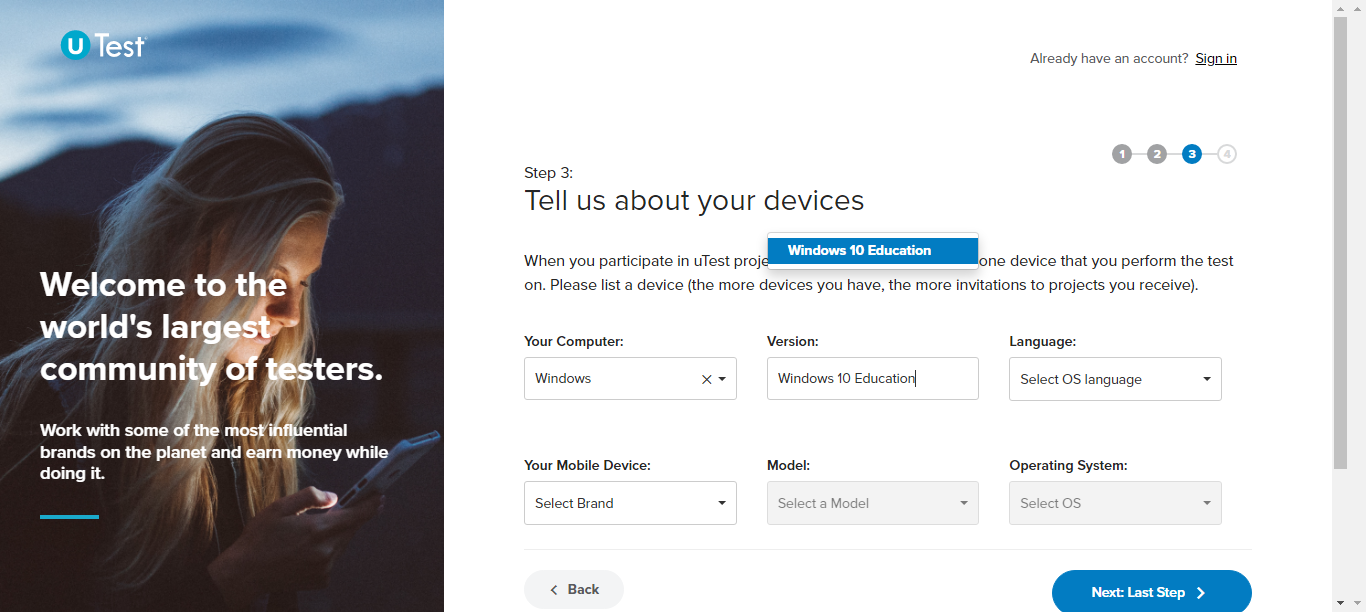 uTest
Welcome to the
world's largest
community of testers.
Work with some of the most influential
brands on the planet and earn money while
doing it.
Already have an account? Sign in
1 2 3 4
Step 3:
Tell us about your devices
Windows 10 Education
When you participate in uTest proje one device that you perform the test
on. Please list a device (the more devices you have, the more invitations to projects you receive).
Your Computer: Version: Language:
Windows × Windows 10 Education Select OS language
Your Mobile Device: Model: Operating System:
Select Brand Select a Model Select OS
Back Next: Last Step